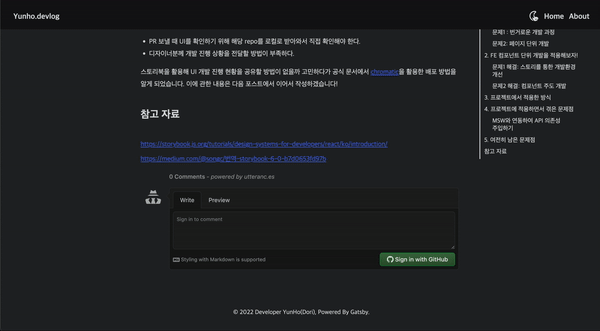 Yunho.devlog
Home About
PR 보낼 때 UI를 확인하기 위해 해당 repo를 로컬로 받아와서 직접 확인해야 한다.
디자이너분께 개발 진행 상황을 전달할 방법이 부족하다.
스토리북을 활용해 UI 개발 진행 현황을 공유할 방법이 없을까 고민하다가 공식 문서에서 chromatic을 활용한 배포 방법을
알게 되었습니다. 이에 관한 내용은 다음 포스트에서 이어서 작성하겠습니다!
참고 자료
https://storybook.js.org/tutorials/design-systems-for-developers/react/ko/introduction/
0 Comments - powered by utteranc.es
Write
Preview
Sign in to comment
Styling with Markdown is supported
Sign in with GitHub
문제1 : 번거로운 개발 과정
문제2: 페이지 단위 개발
2. FE 컴포넌트 단위 개발을 적용해보자!
문제1 해결: 스토리를 통한 개발환경
개선
문제2 해결: 컴포넌트 주도 개발
3. 프로젝트에서 적용한 방식
4. 프로젝트에 적용하면서 겪은 문제점
MSW와 연동하여 API 의존성
주입하기
5. 여전히 남은 문제점
참고 자료
© 2022 Developer YunHo(Dori), Powered By Gatsby.